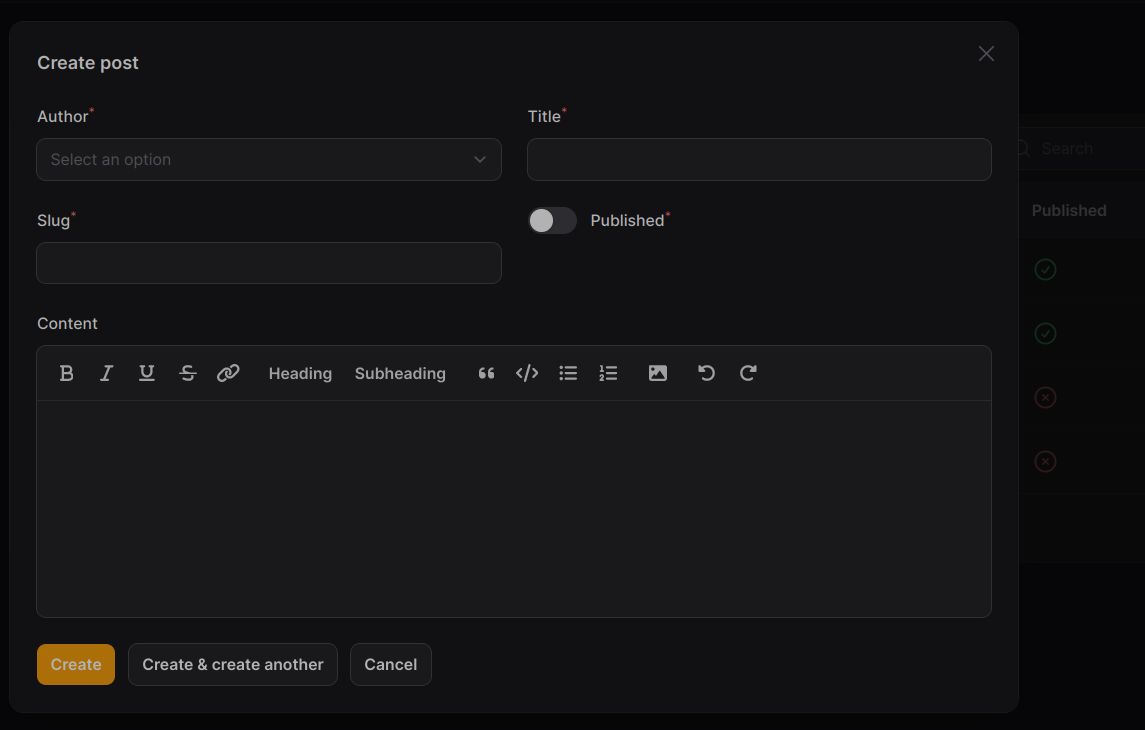 Create post
Author*
Title*
Select an option
Search
Slug*
Published*
Published
Content
Heading
Subheading
Create
Create & create another
Cancel